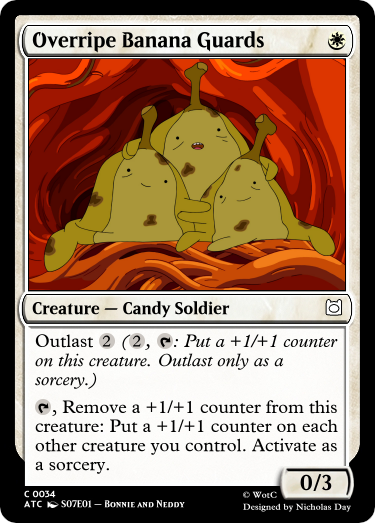 Overripe Banana Guards
Creature — Candy Soldier
Outlast 2 (2, : Put a +1/+1 counter
on this creature. Outlast only as a
sorcery.)
, Remove a +1/+1 counter from this
creature: Put a +1/+1 counter on each
other creature you control. Activate as
a sorcery.
0/3
C 0034
ATC S07E01 – Bonnie and Neddy
© WotC
Designed by Nicholas Day